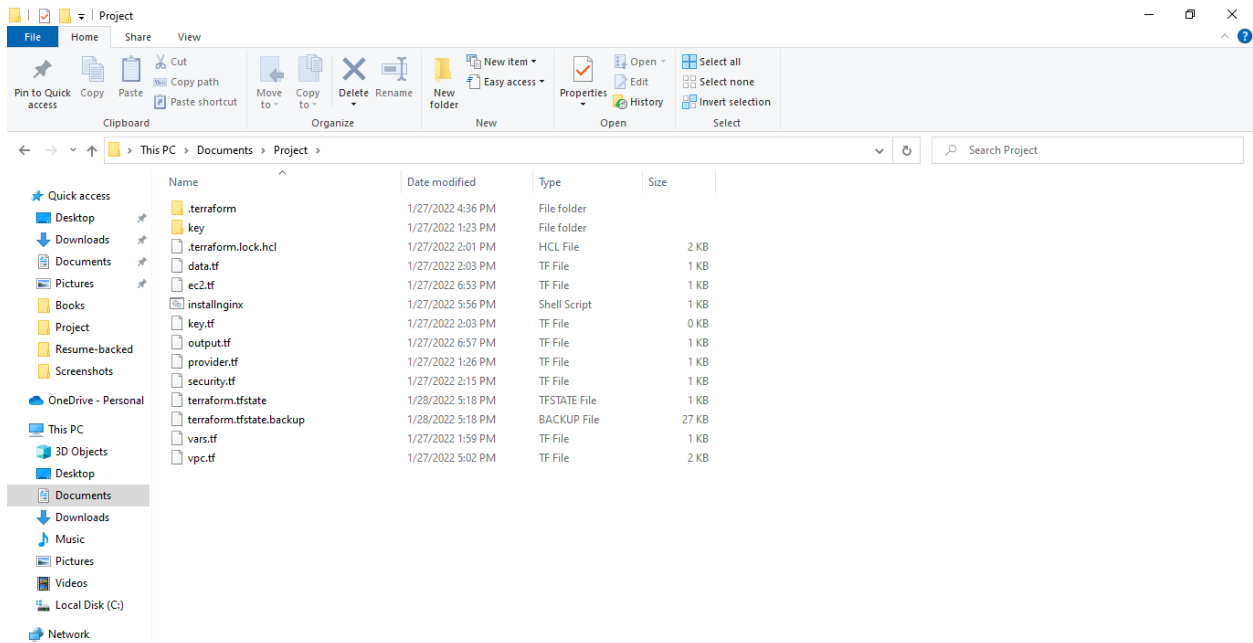 Project
File Home Share View
Pin to Quick access
Copy
Paste
Cut
Copy path
Paste shortcut
Clipboard
Move to
Copy to
Delete
Rename
Organize
New folder
New item
Easy access
New
Properties
Open
Edit
History
Open
Select all
Select none
Invert selection
Select
This PC > Documents > Project >
Search Project
Quick access
Desktop
Downloads
Documents
Pictures
Books
Project
Resume-backed
Screenshots
OneDrive - Personal
This PC
3D Objects
Desktop
Documents
Downloads
Music
Pictures
Videos
Local Disk (C:)
Network
Name Date modified Type Size
.terraform 1/27/2022 4:36 PM File folder
key 1/27/2022 1:23 PM File folder
.terraform.lock.hcl 1/27/2022 2:01 PM HCL File 2 KB
data.tf 1/27/2022 2:03 PM TF File 1 KB
ec2.tf 1/27/2022 6:53 PM TF File 1 KB
installnginx 1/27/2022 5:56 PM Shell Script 1 KB
key.tf 1/27/2022 2:03 PM TF File 0 KB
output.tf 1/27/2022 6:57 PM TF File 1 KB
provider.tf 1/27/2022 1:26 PM TF File 1 KB
security.tf 1/27/2022 2:15 PM TF File 1 KB
terraform.tfstate 1/28/2022 5:18 PM TFSTATE File 1 KB
terraform.tfstate.backup 1/28/2022 5:18 PM BACKUP File 27 KB
vars.tf 1/27/2022 1:59 PM TF File 1 KB
vpc.tf 1/27/2022 5:02 PM TF File 2 KB